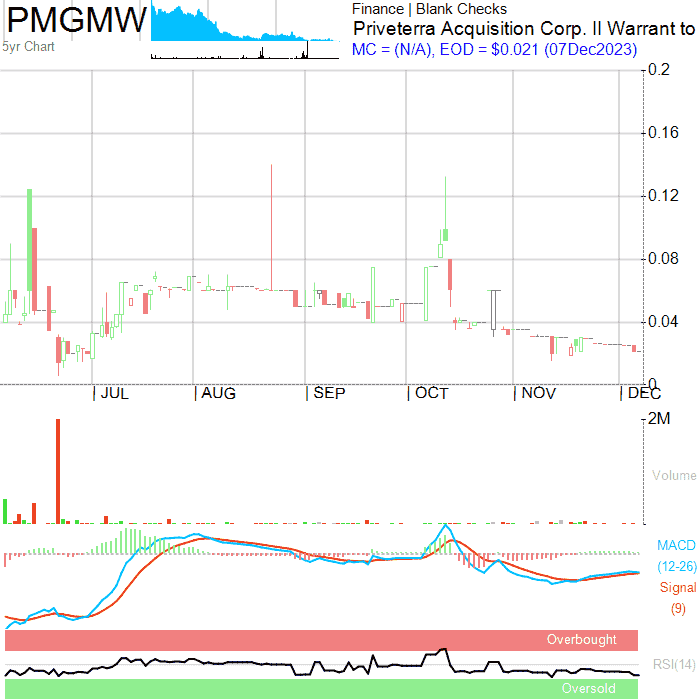 PMGMW
5yr Chart
Finance | Blank Checks
Priveterra Acquisition Corp. II Warrant to
MC = (N/A), EOD = $0.021 (07Dec2023)
0.2
0.16
0.12
0.08
0.04
0
| JUL | AUG | SEP | OCT | NOV | DEC
2M
Volume
MACD
(12-26)
Signal
(9)
Overbought
RSI(14)
Oversold